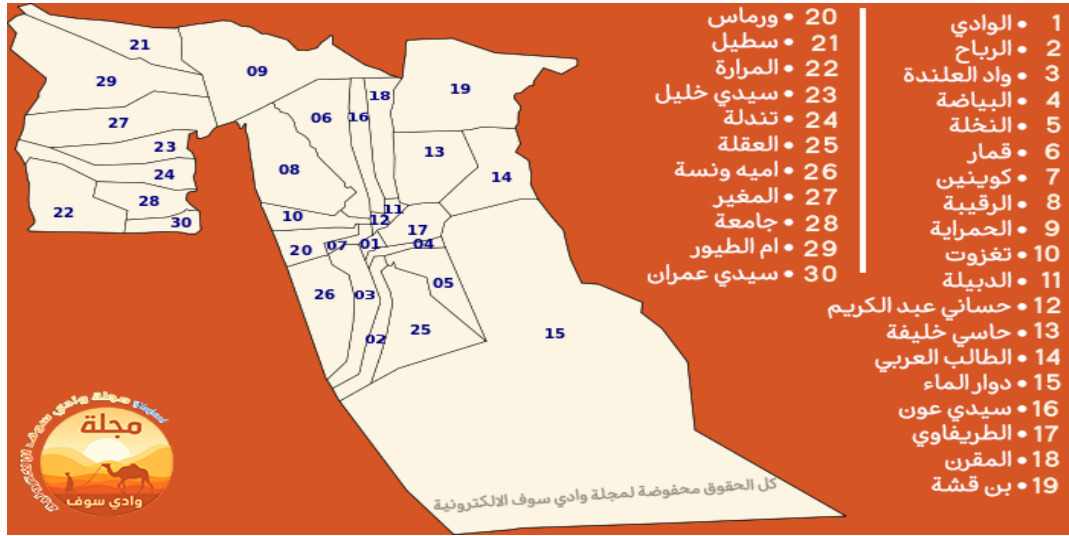 1 • الوادي
2 • الرباح
3 • واد العلندة
4 • البياضة
5 • النخلة
6 • قمار
7 • كوينين
8 • الرقيبة
9 • الحمراية
10 • تغزوت
11 • الدبيلة
12 • حساني عبد الكريم
13 • حاسي خليفة
14 • الطالب العربي
15 • دوار الماء
16 • سيدي عون
17 • الطريفاوي
18 • المقرن
19 • بن قشة
20 • ورماس
21 • سطيل
22 • المرارة
23 • سيدي خليل
24 • تندلة
25 • العقلة
26 • اميه ونسة
27 • المغير
28 • جامعة
29 • ام الطيور
30 • سيدي عمران
21
09
29
18
19
06
16
27
13
23
08
24
14
28
11
22
10
12
30
17
07
01
04
20
05
26
03
25
15
02
مجلة وادي سوف الالكترونية
مجلة
وادي سوف
كل الحقوق محفوضة لمجلة وادي سوف الالكترونية